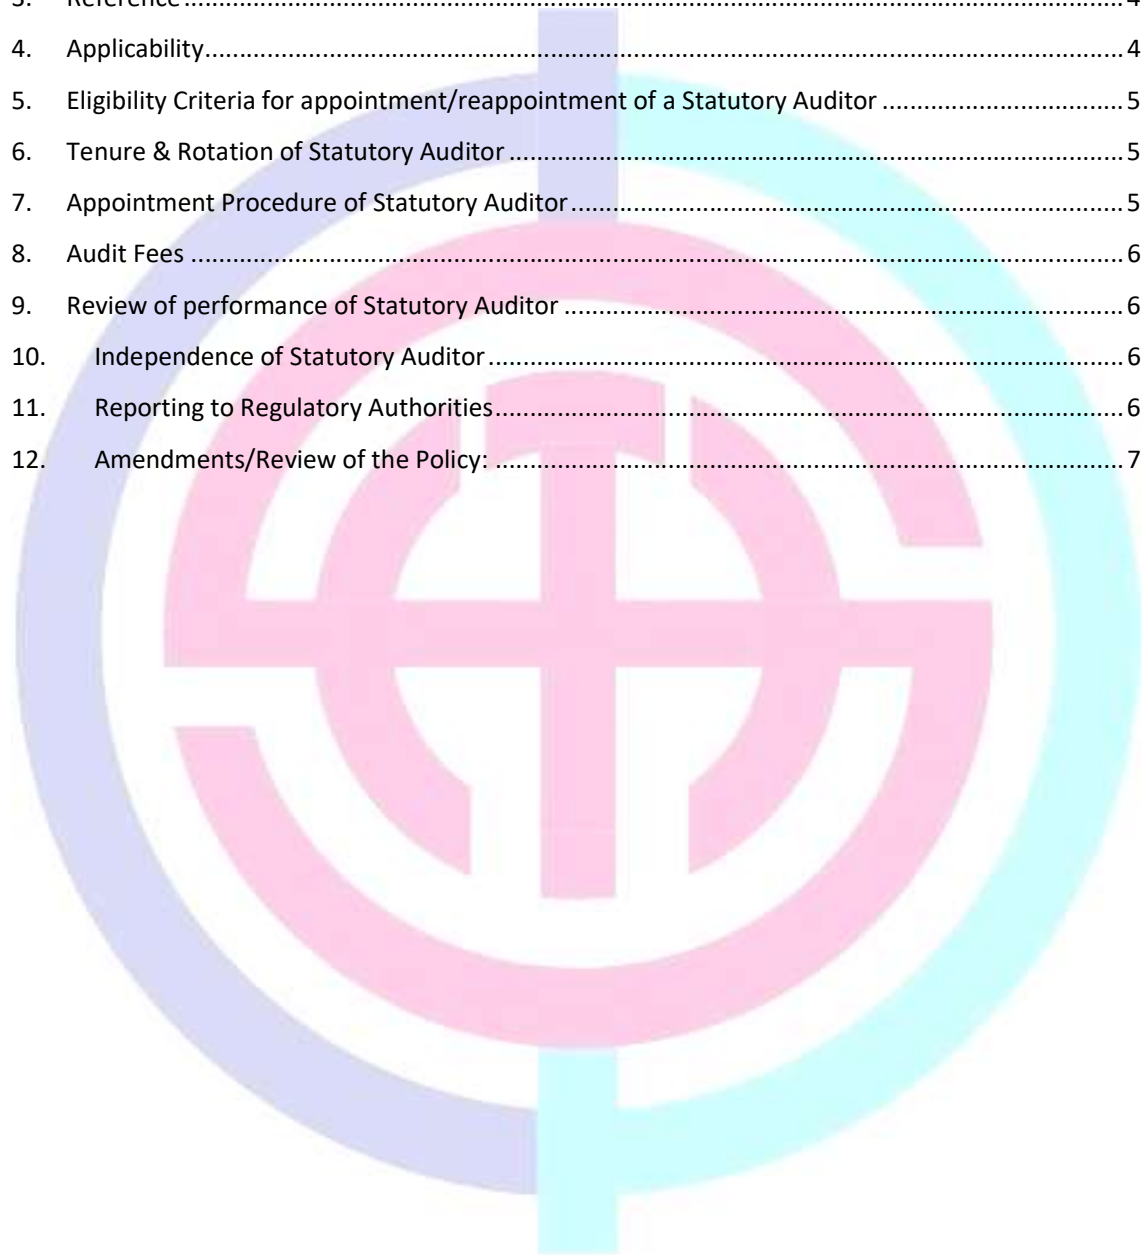 3. Reference 4
4. Applicability 4
5. Eligibility Criteria for appointment/reappointment of a Statutory Auditor 5
6. Tenure & Rotation of Statutory Auditor 5
7. Appointment Procedure of Statutory Auditor 5
8. Audit Fees 6
9. Review of performance of Statutory Auditor 6
10. Independence of Statutory Auditor 6
11. Reporting to Regulatory Authorities 6
12. Amendments/Review of the Policy: 7